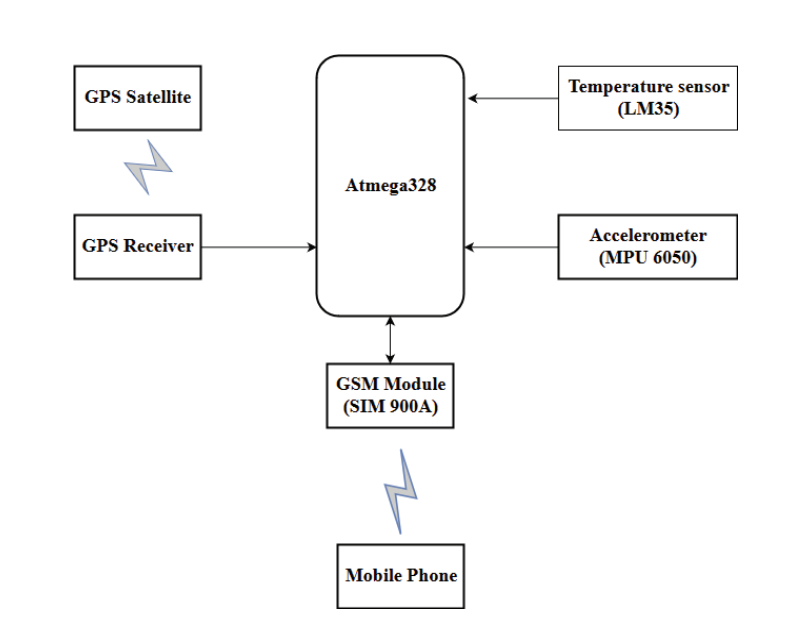 GPS Satellite
Temperature sensor
(LM35)
Atmega328
GPS Receiver
Accelerometer
(MPU 6050)
GSM Module
(SIM 900A)
Mobile Phone